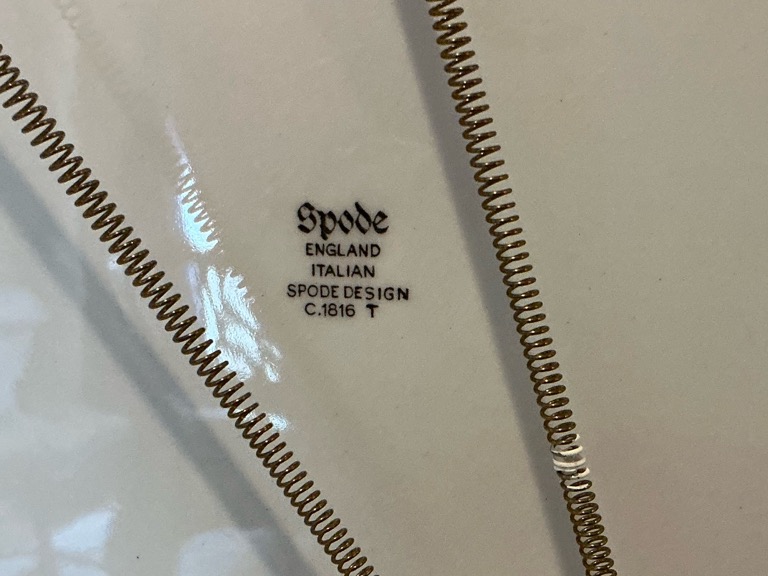 Spode
ENGLAND
ITALIAN
SPODE DESIGN
C.1816 T